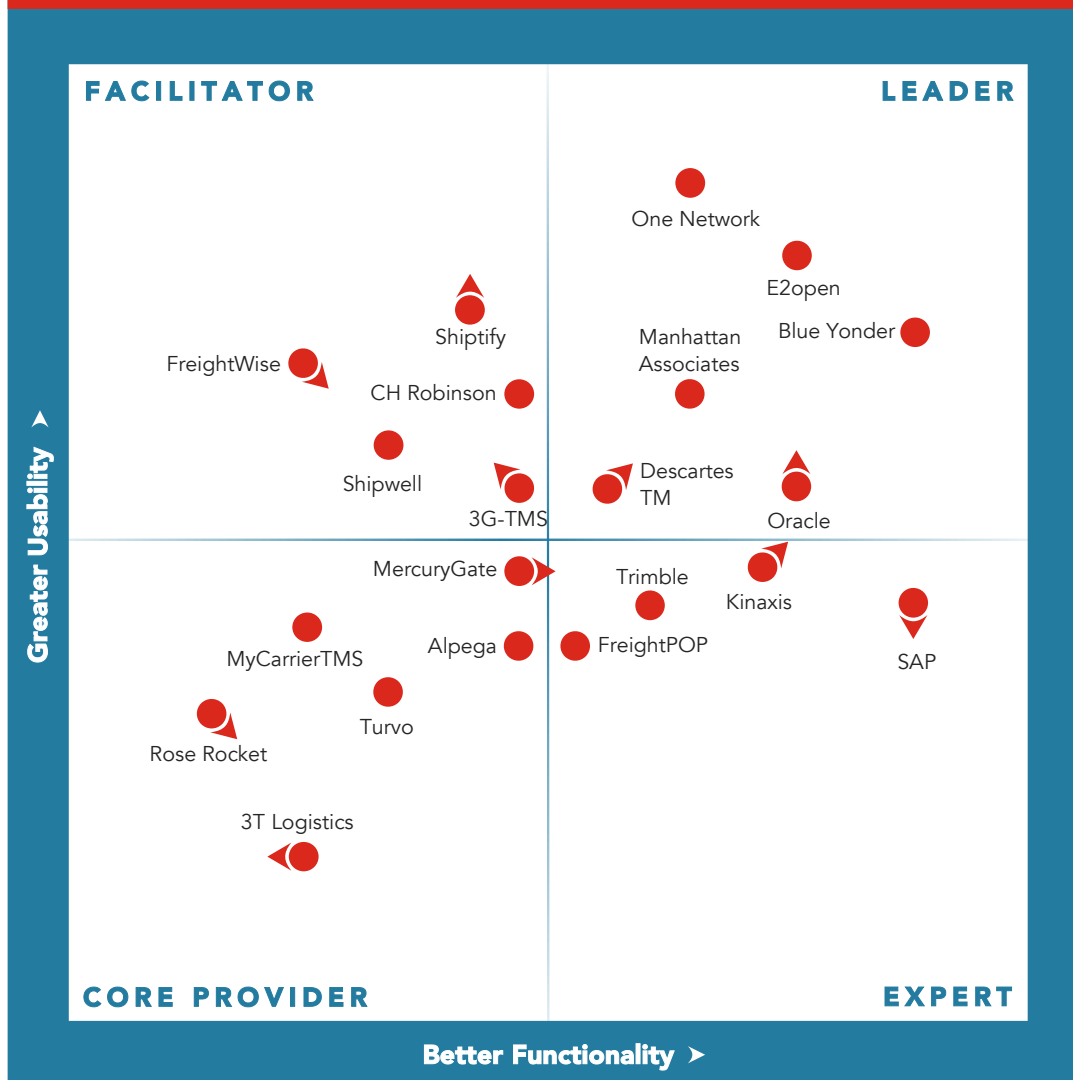 FACILITATOR
LEADER
One Network
E2open
Shiptify
Manhattan
Associates
Blue Yonder
FreightWise
CH Robinson
Shipwell
Descartes
TM
3G-TMS
Oracle
Greater Usability
MercuryGate
Trimble
Kinaxis
MyCarrierTMS
Alpega
FreightPOP
SAP
Turvo
Rose Rocket
3T Logistics
CORE PROVIDER
EXPERT
Better Functionality